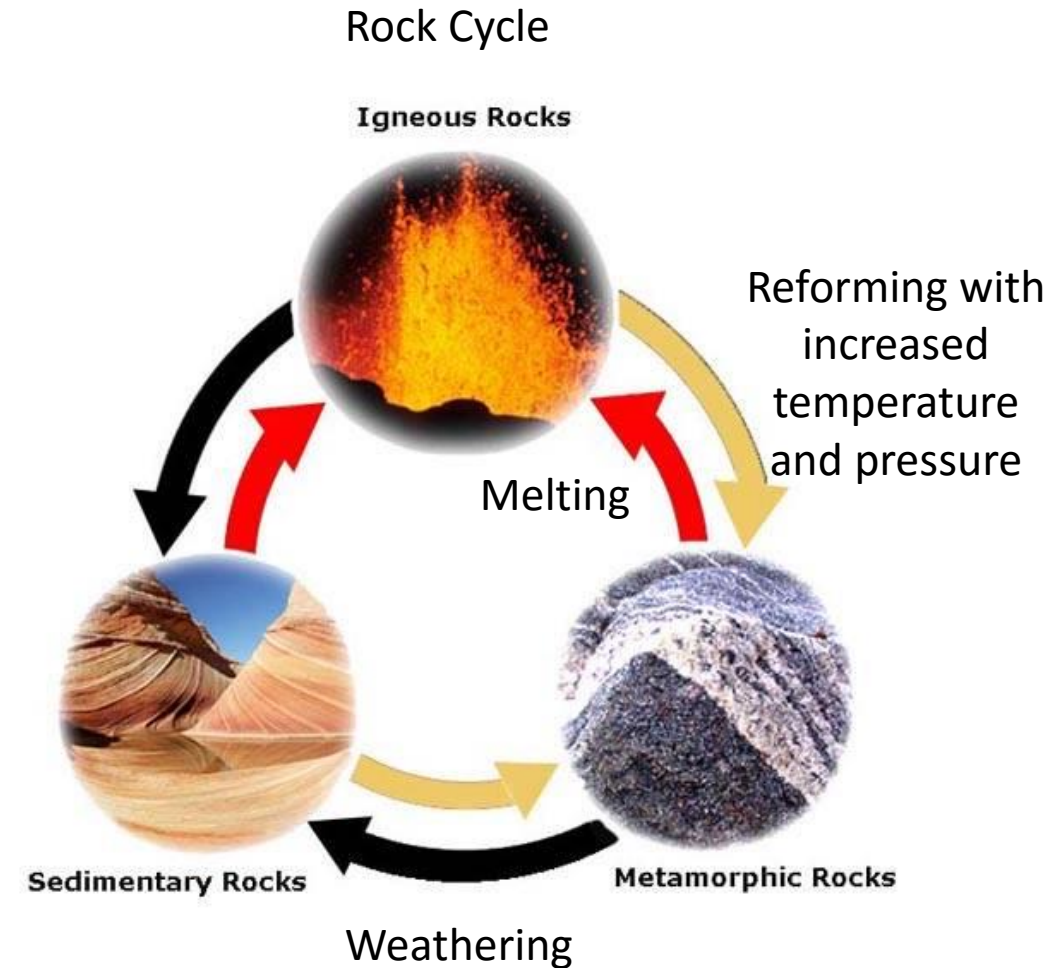 Rock Cycle
Igneous Rocks
Reforming with
increased
temperature
and pressure
Melting
Sedimentary Rocks
Metamorphic Rocks
Weathering